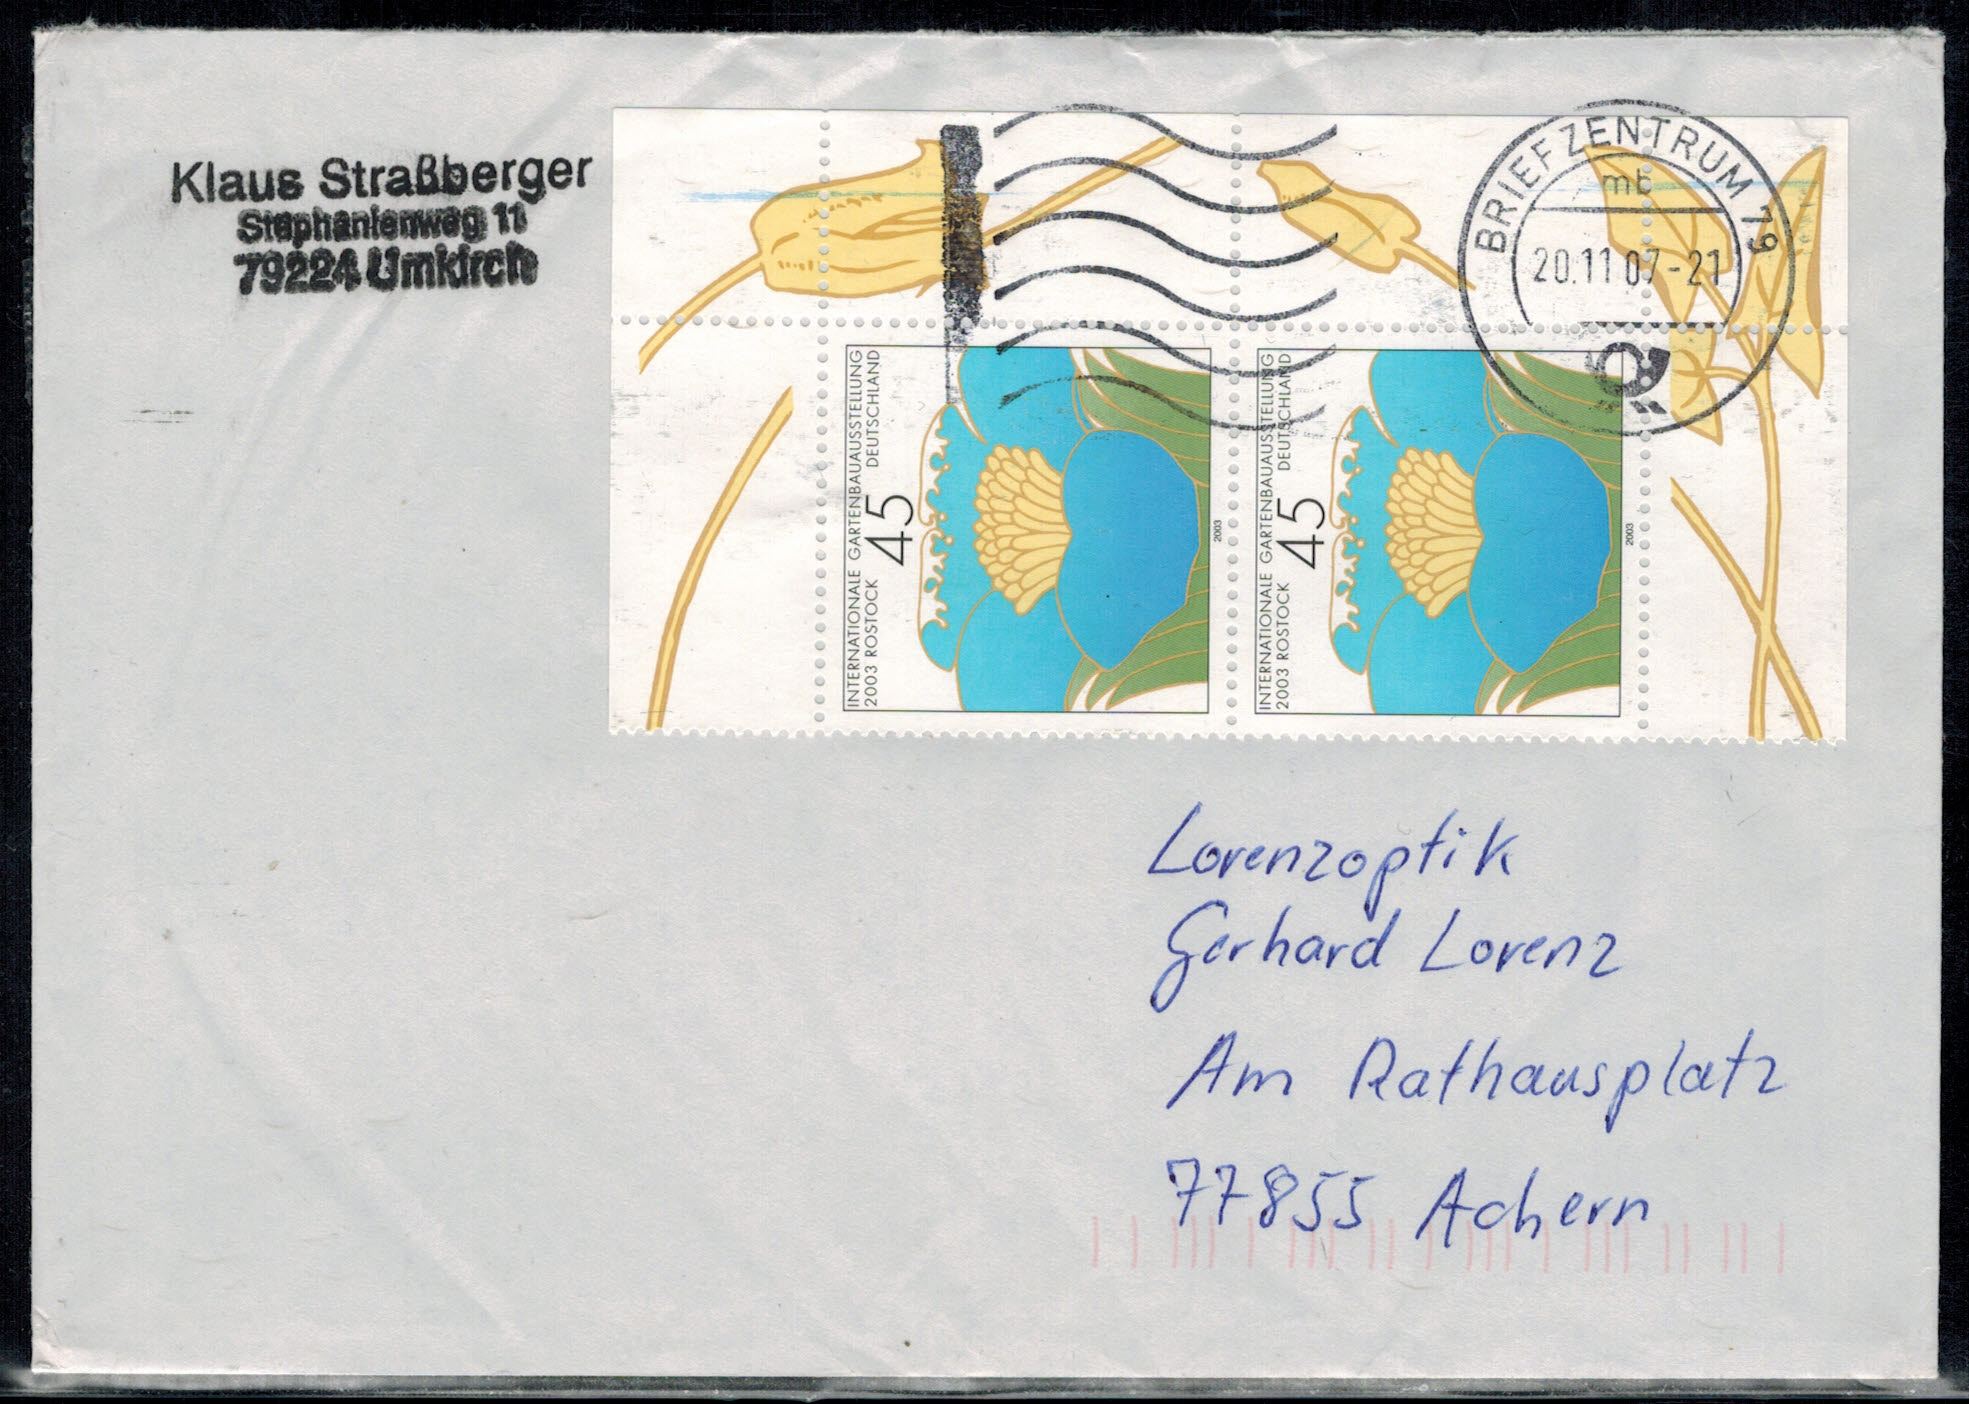 Klaus Straßberger
Stephanienweg 11
79224 Umkirch
BRIEFZENTRUM 79
mb
20.11.07-21
INTERNATIONALE GARTENBAUAUSSTELLUNG
2003 ROSTOCK DEUTSCHLAND
45
2003
INTERNATIONALE GARTENBAUAUSSTELLUNG
2003 ROSTOCK DEUTSCHLAND
45
2003
Lorenzoptik
Gerhard Lorenz
Am Rathausplatz
77855 Achern